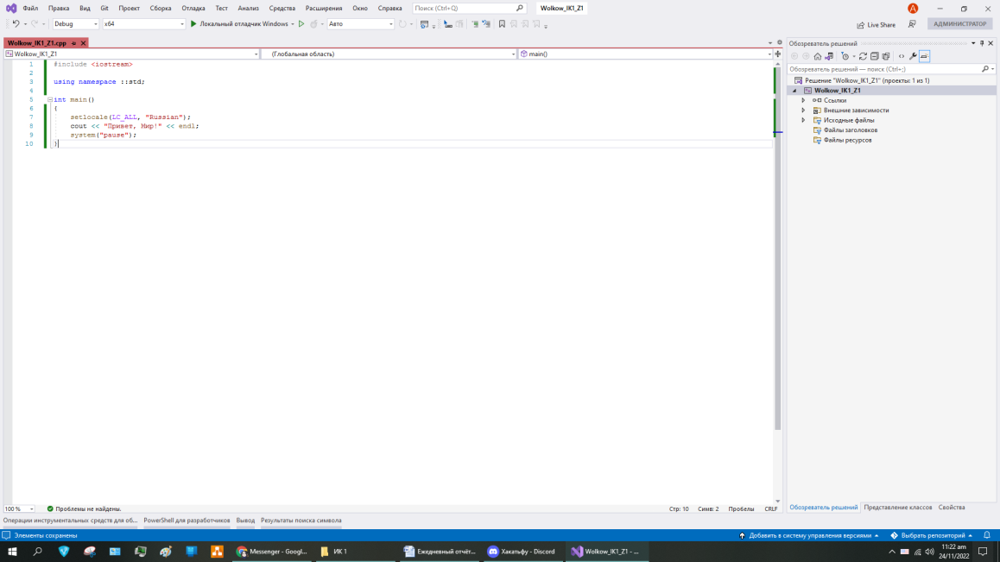 Файл Правка Вид Git Проект Сборка Отладка Тест Анализ Средства Расширения Окно Справка Поиск (Ctrl+Q) Wolkow_IK1_Z1 A
Debug x64 Локальный отладчик Windows Авто Live Share АДМИНИСТРАТОР
Wolkow_IK1_Z1.cpp
Wolkow_IK1_Z1 (Глобальная область) main()
1 #include <iostream>
2
3 using namespace ::std;
4
5 int main()
6 {
7 setlocale(LC_ALL, "Russian");
8 cout << "Привет, Мир!" << endl;
9 system("pause");
10 }
Обозреватель решений
Обозреватель решений — поиск (Ctrl+;)
Решение "Wolkow_IK1_Z1" (проекты: 1 из 1)
Wolkow_IK1_Z1
Ссылки
Внешние зависимости
Исходные файлы
Файлы заголовков
Файлы ресурсов
100 % Проблемы не найдены. Стр: 10 Симв: 2 Пробелы CRLF
Обозреватель решений Представление классов Свойства
Операции инструментальных средств для об... PowerShell для разработчиков Вывод Результаты поиска символа
Элементы сохранены Добавить в систему управления версиями Выбрать репозиторий
Messenger - Googl... ИК 1 Ежедневный отчёт... Хакатьфу - Discord Wolkow_IK1_Z1 - ... 11:22 am
24/11/2022